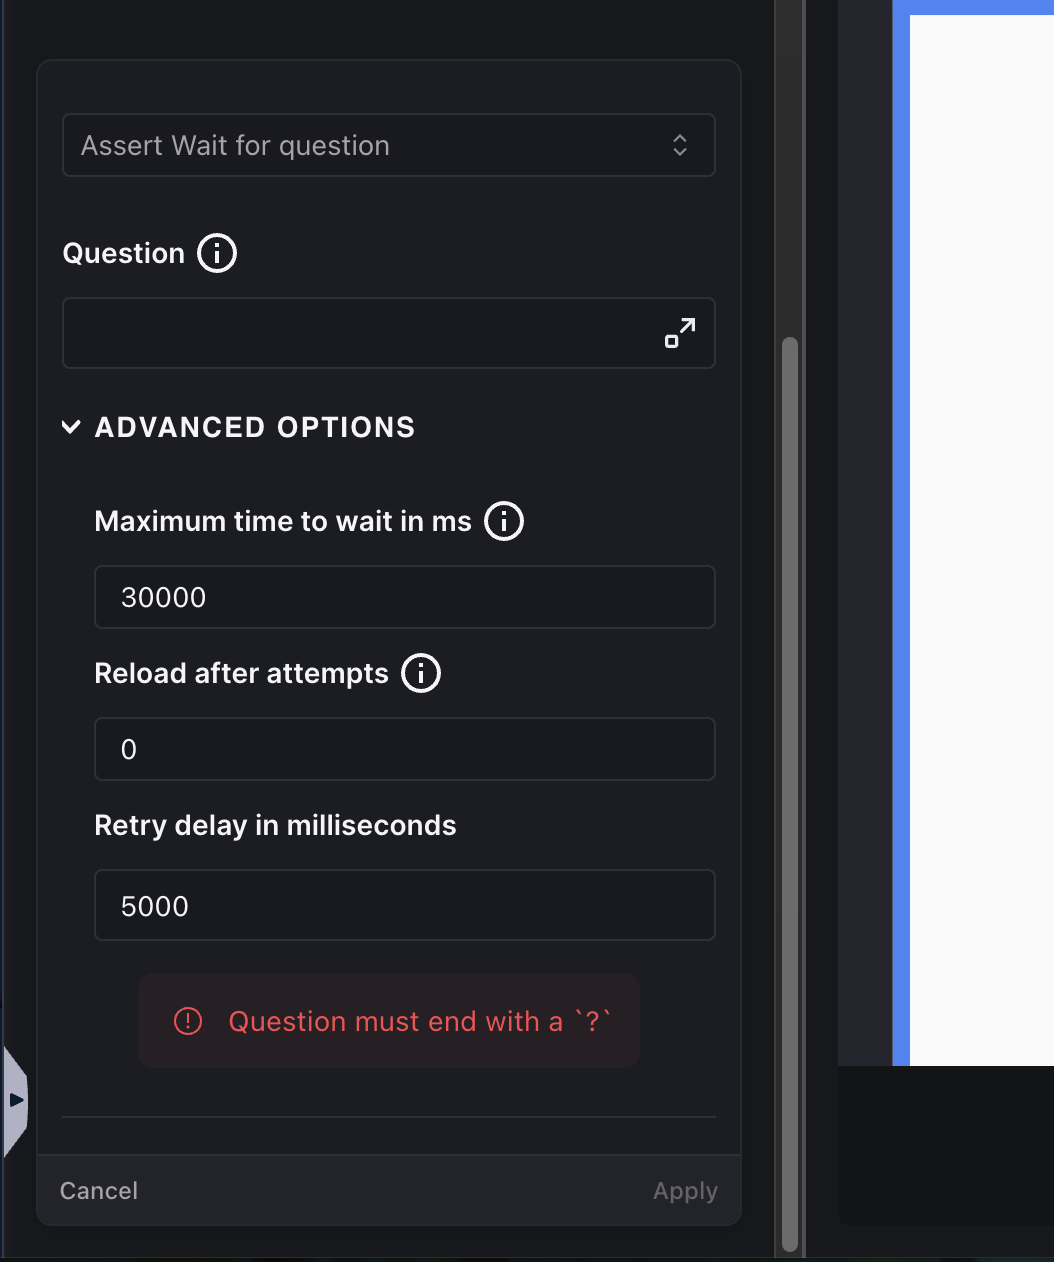 Assert Wait for question
Question
ADVANCED OPTIONS
Maximum time to wait in ms
30000
Reload after attempts
0
Retry delay in milliseconds
5000
Question must end with a `?`
Cancel
Apply